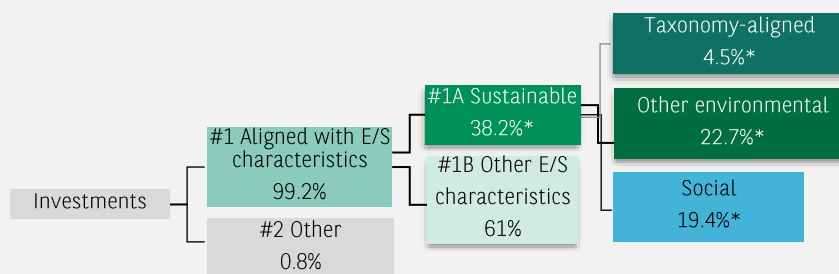 Investments
#1 Aligned with E/S
characteristics
99.2%
#2 Other
0.8%
#1A Sustainable
38.2%*
#1B Other E/S
characteristics
61%
Taxonomy-aligned
4.5%*
Other environmental
22.7%*
Social
19.4%*